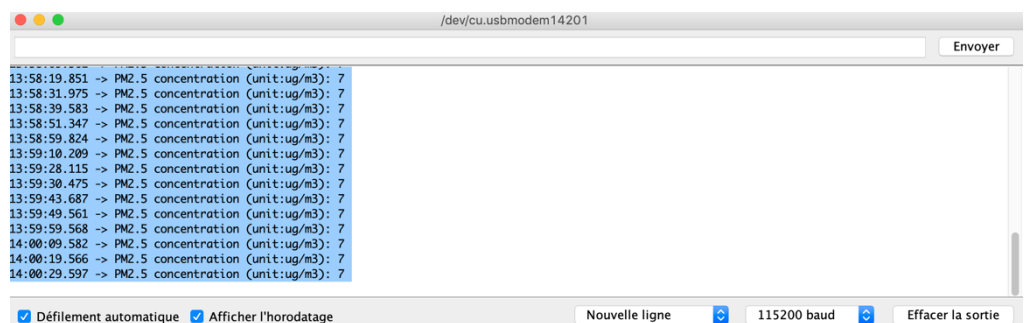 /dev/cu.usbmodem14201
Envoyer
13:58:19.851 -> PM2.5 concentration (unit:ug/m3): 7
13:58:31.975 -> PM2.5 concentration (unit:ug/m3): 7
13:58:39.583 -> PM2.5 concentration (unit:ug/m3): 7
13:58:51.347 -> PM2.5 concentration (unit:ug/m3): 7
13:58:59.824 -> PM2.5 concentration (unit:ug/m3): 7
13:59:10.209 -> PM2.5 concentration (unit:ug/m3): 7
13:59:28.115 -> PM2.5 concentration (unit:ug/m3): 7
13:59:30.475 -> PM2.5 concentration (unit:ug/m3): 7
13:59:43.687 -> PM2.5 concentration (unit:ug/m3): 7
13:59:49.561 -> PM2.5 concentration (unit:ug/m3): 7
13:59:59.568 -> PM2.5 concentration (unit:ug/m3): 7
14:00:09.582 -> PM2.5 concentration (unit:ug/m3): 7
14:00:19.566 -> PM2.5 concentration (unit:ug/m3): 7
14:00:29.597 -> PM2.5 concentration (unit:ug/m3): 7
Défilement automatique Afficher l'horodatage Nouvelle ligne 115200 baud Effacer la sortie